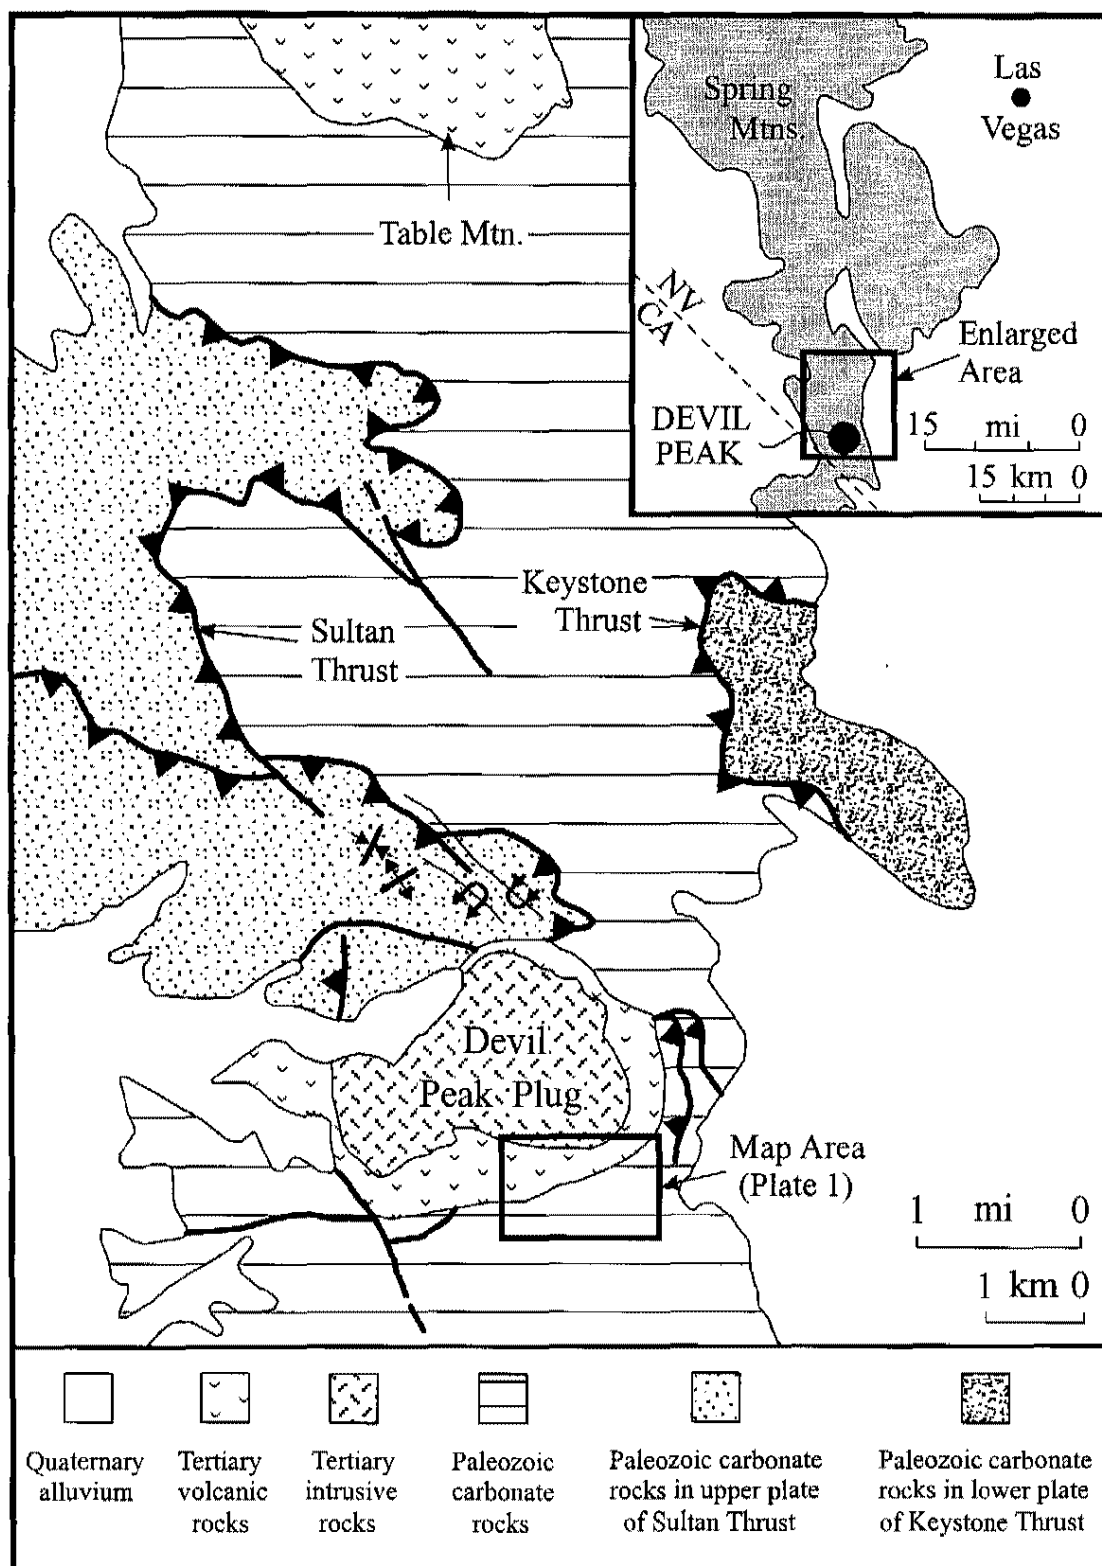 Table Mtn.
Spring
Mtns.
Las
Vegas
NV
CA
Enlarged
Area
DEVIL
PEAK
15 mi 0
15 km 0
Keystone
Thrust
Sultan
Thrust
Devil
Peak Plug
Map Area
(Plate 1)
1 mi 0
1 km 0
Quaternary
alluvium
Tertiary
volcanic
rocks
Tertiary
intrusive
rocks
Paleozoic
carbonate
rocks
Paleozoic carbonate
rocks in upper plate
of Sultan Thrust
Paleozoic carbonate
rocks in lower plate
of Keystone Thrust